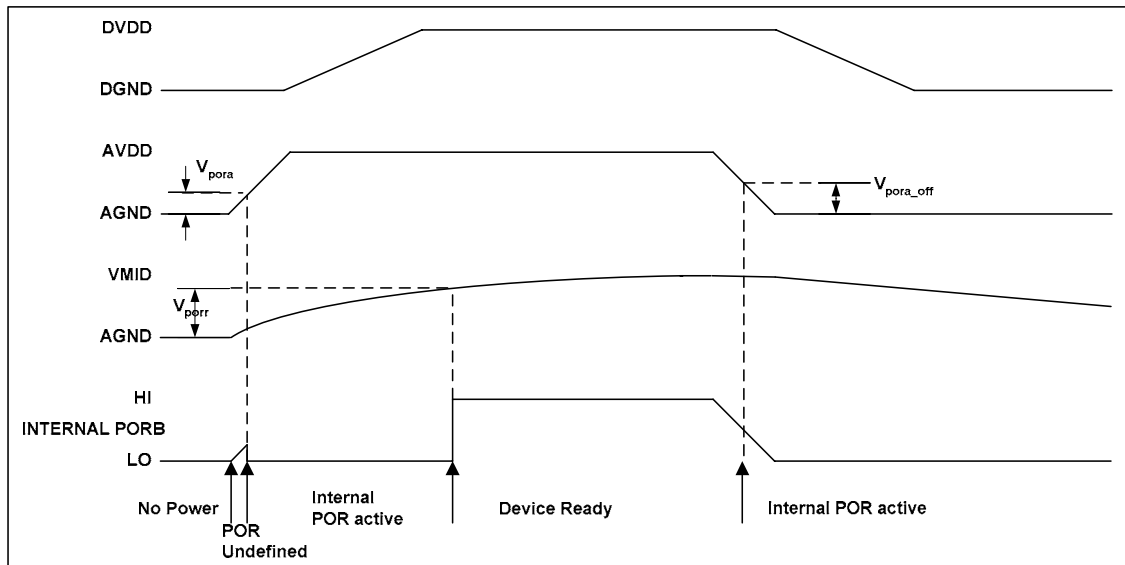 DVDD
DGND
AVDD
Vpora
AGND
Vpora_off
VMID
Vporr
AGND
HI
INTERNAL PORB
LO
No Power
POR
Undefined
Internal
POR active
Device Ready
Internal POR active